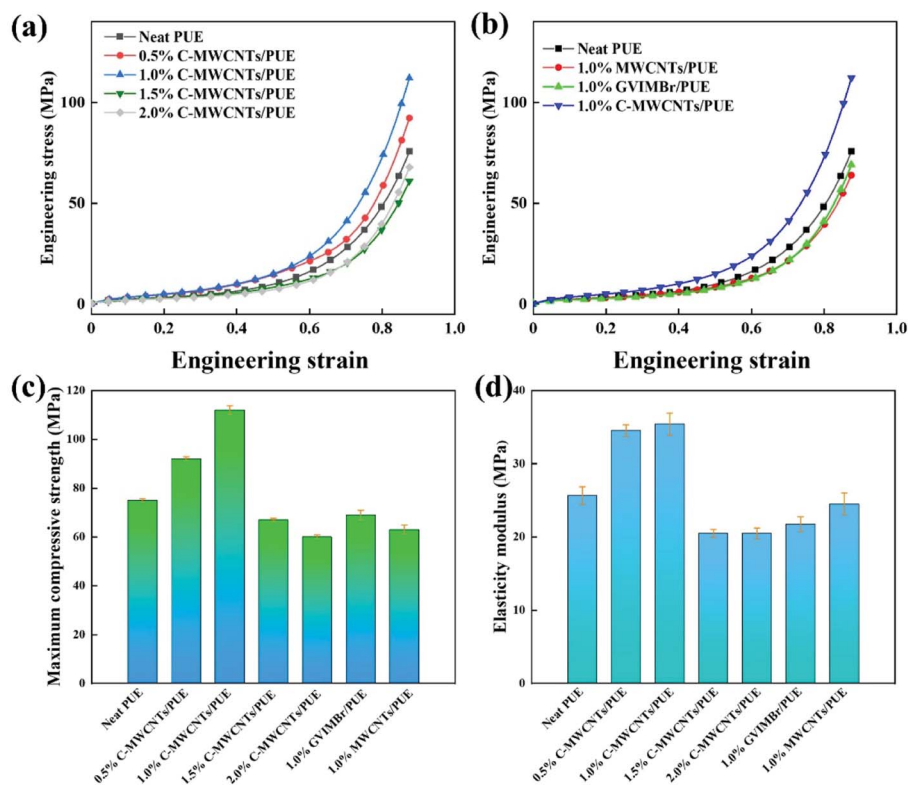 (a)
Neat PUE
0.5% C-MWCNTs/PUE
1.0% C-MWCNTs/PUE
1.5% C-MWCNTs/PUE
2.0% C-MWCNTs/PUE
Engineering stress (MPa)
100
50
0
0
0.2
0.4
0.6
0.8
1.0
Engineering strain
(b)
Neat PUE
1.0% MWCNTs/PUE
1.0% GVIMBr/PUE
1.0% C-MWCNTs/PUE
Engineering stress (MPa)
100
50
0
0
0.2
0.4
0.6
0.8
1.0
Engineering strain
(c)
Maximum compressive strength (MPa)
120
100
80
60
40
20
0
Neat PUE
0.5% C-MWCNTs/PUE
1.0% C-MWCNTs/PUE
1.5% C-MWCNTs/PUE
2.0% C-MWCNTs/PUE
1.0% GVIMBr/PUE
1.0% MWCNTs/PUE
(d)
Elasticity modulus (MPa)
40
30
20
10
0
Neat PUE
0.5% C-MWCNTs/PUE
1.0% C-MWCNTs/PUE
1.5% C-MWCNTs/PUE
2.0% C-MWCNTs/PUE
1.0% GVIMBr/PUE
1.0% MWCNTs/PUE